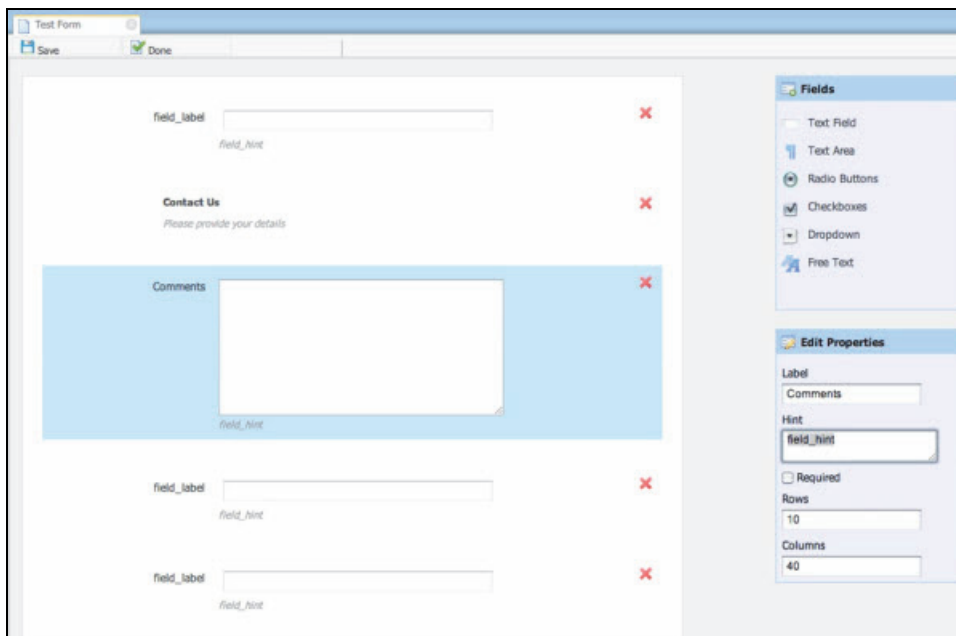 Test Form
Save Done
field_label
field_hint
Contact Us
Please provide your details
Comments
field_hint
field_label
field_hint
field_label
field_hint
Fields
Text Field
Text Area
Radio Buttons
Checkboxes
Dropdown
Free Text
Edit Properties
Label
Comments
Hint
field_hint
Required
Rows
10
Columns
40